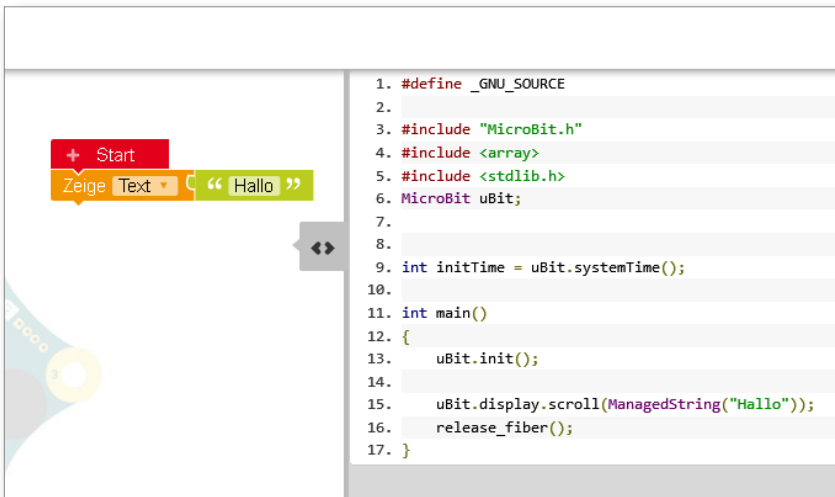 + Start
Zeige Text ▾ “ Hallo ”
1. #define _GNU_SOURCE
2.
3. #include "MicroBit.h"
4. #include <array>
5. #include <stdlib.h>
6. MicroBit uBit;
7.
8.
9. int initTime = uBit.systemTime();
10.
11. int main()
12. {
13.     uBit.init();
14.
15.     uBit.display.scroll(ManagedString("Hallo"));
16.     release_fiber();
17. }
3